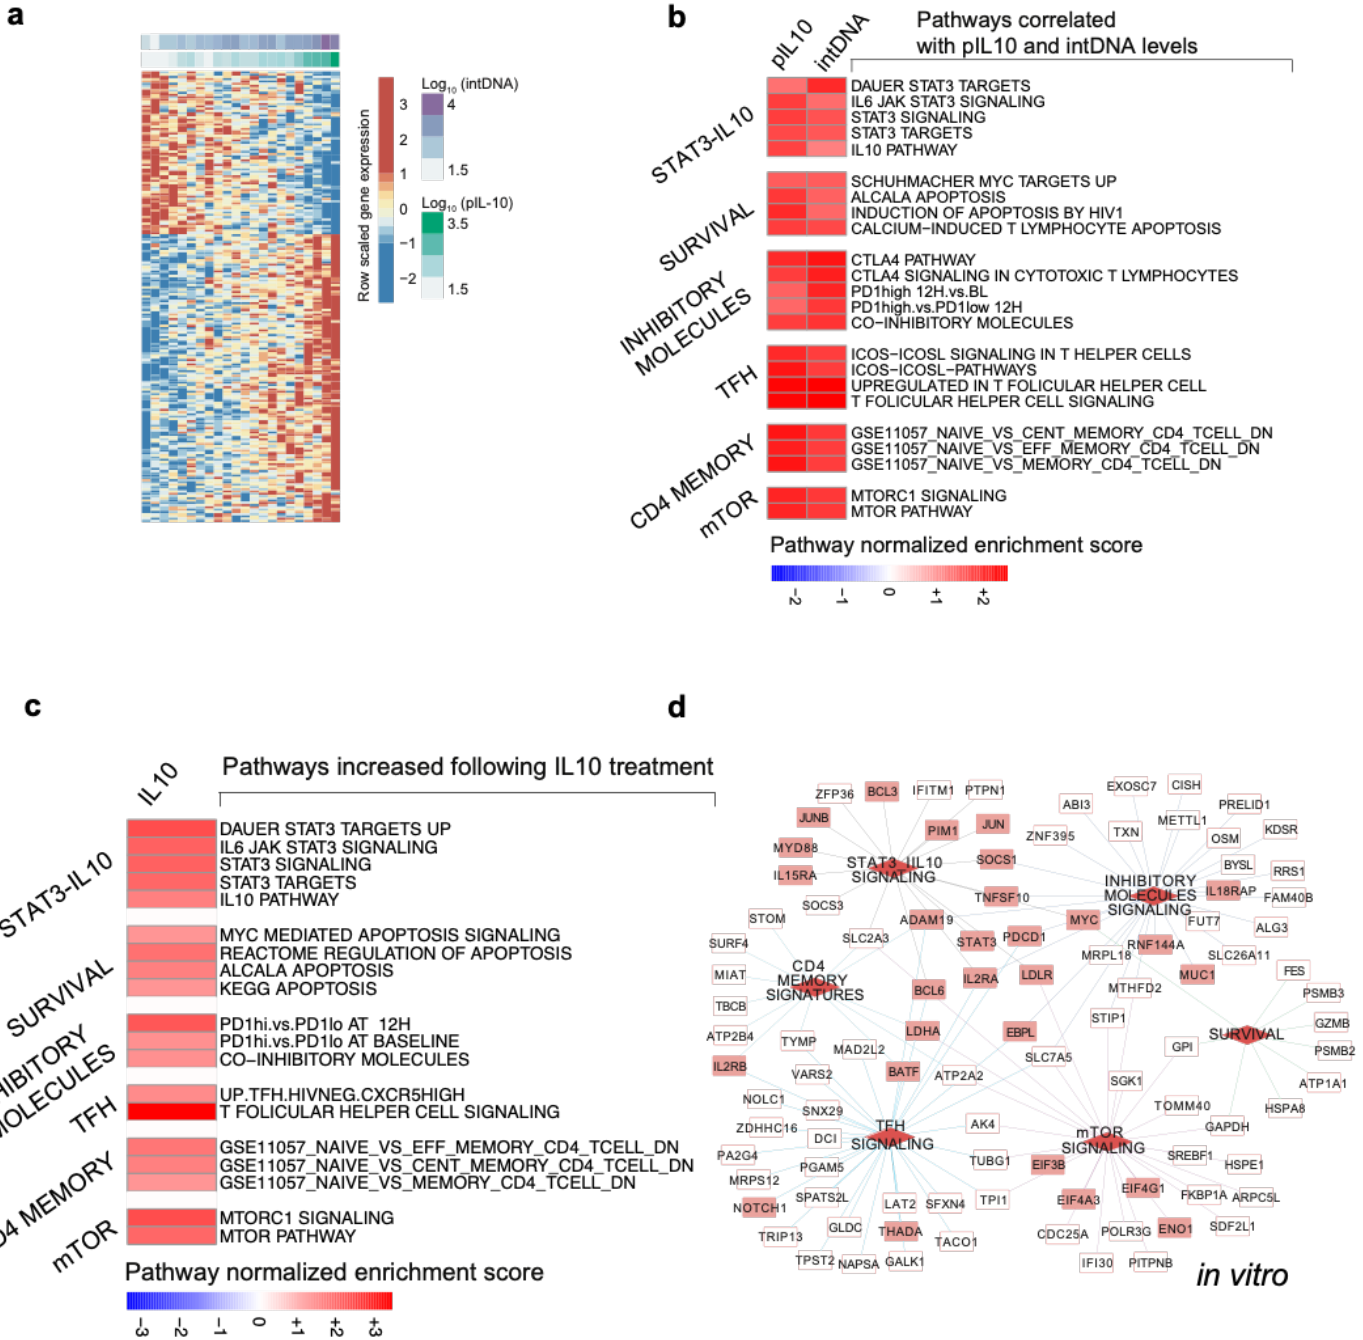 a
Log10 (intDNA)
4
1.5
Log10 (pIL-10)
3.5
1.5
Row scaled gene expression
3
2
1
0
−1
−2
b
pIL10
intDNA
Pathways correlated
with pIL10 and intDNA levels
STAT3-IL10
DAUER STAT3 TARGETS
IL6 JAK STAT3 SIGNALING
STAT3 SIGNALING
STAT3 TARGETS
IL10 PATHWAY
SURVIVAL
SCHUHMACHER MYC TARGETS UP
ALCALA APOPTOSIS
INDUCTION OF APOPTOSIS BY HIV1
CALCIUM−INDUCED T LYMPHOCYTE APOPTOSIS
INHIBITORY
MOLECULES
CTLA4 PATHWAY
CTLA4 SIGNALING IN CYTOTOXIC T LYMPHOCYTES
PD1high 12H.vs.BL
PD1high.vs.PD1low 12H
CO−INHIBITORY MOLECULES
TFH
ICOS−ICOSL SIGNALING IN T HELPER CELLS
ICOS−ICOSL−PATHWAYS
UPREGULATED IN T FOLICULAR HELPER CELL
T FOLICULAR HELPER CELL SIGNALING
CD4 MEMORY
GSE11057_NAIVE_VS_CENT_MEMORY_CD4_TCELL_DN
GSE11057_NAIVE_VS_EFF_MEMORY_CD4_TCELL_DN
GSE11057_NAIVE_VS_MEMORY_CD4_TCELL_DN
mTOR
MTORC1 SIGNALING
MTOR PATHWAY
Pathway normalized enrichment score
−2 −1 0 +1 +2
c
IL10
Pathways increased following IL10 treatment
STAT3-IL10
DAUER STAT3 TARGETS UP
IL6 JAK STAT3 SIGNALING
STAT3 SIGNALING
STAT3 TARGETS
IL10 PATHWAY
SURVIVAL
MYC MEDIATED APOPTOSIS SIGNALING
REACTOME REGULATION OF APOPTOSIS
ALCALA APOPTOSIS
KEGG APOPTOSIS
HIBITORY
MOLECULES
PD1hi.vs.PD1lo AT 12H
PD1hi.vs.PD1lo AT BASELINE
CO−INHIBITORY MOLECULES
TFH
UP.TFH.HIVNEG.CXCR5HIGH
T FOLICULAR HELPER CELL SIGNALING
D4 MEMORY
GSE11057_NAIVE_VS_EFF_MEMORY_CD4_TCELL_DN
GSE11057_NAIVE_VS_CENT_MEMORY_CD4_TCELL_DN
GSE11057_NAIVE_VS_MEMORY_CD4_TCELL_DN
mTOR
MTORC1 SIGNALING
MTOR PATHWAY
Pathway normalized enrichment score
−3 −2 −1 0 +1 +2 +3
d
ZFP36
BCL3
IFITM1
PTPN1
JUNB
PIM1
JUN
MYD88
STAT3 IIL10
SIGNALING
SOCS1
IL15RA
TNFSF10
SOCS3
ADAM19
STOM
SLC2A3
STAT3
PDCD1
SURF4
CD4
MEMORY
SIGNATURES
IL2RA
LDLR
MIAT
BCL6
TBCB
ATP2B4
TYMP
LDHA
EBPL
MAD2L2
SLC7A5
IL2RB
VARS2
BATF
ATP2A2
NOLC1
SNX29
ZDHHC16
DCI
TFH
SIGNALING
AK4
PA2G4
PGAM5
TUBG1
MRPS12
SPATS2L
NOTCH1
LAT2
SFXN4
TPI1
TRIP13
GLDC
THADA
TACO1
TPST2
NAPSA
GALK1
EXOSC7
CISH
ABI3
PRELID1
METTL1
ZNF395
TXN
OSM
KDSR
BYSL
RRS1
INHIBITORY
MOLECULES
SIGNALING
IL18RAP
FAM40B
MYC
FUT7
ALG3
RNF144A
MRPL18
SLC26A11
MUC1
FES
MTHFD2
PSMB3
STIP1
GZMB
SURVIVAL
GPI
PSMB2
SGK1
ATP1A1
TOMM40
HSPA8
GAPDH
mTOR
SIGNALING
SREBF1
HSPE1
EIF3B
EIF4A3
EIF4G1
FKBP1A
ARPC5L
CDC25A
POLR3G
ENO1
SDF2L1
IFI30
PITPNB
in vitro